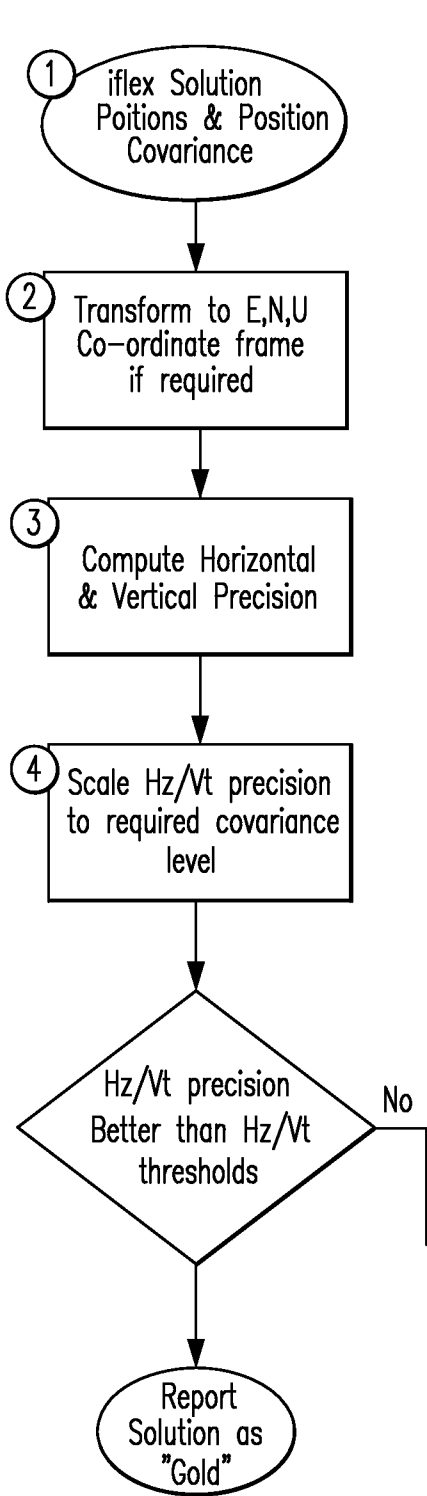 1
iflex Solution
Poitions & Position
Covariance
2
Transform to E,N,U
Co-ordinate frame
if required
3
Compute Horizontal
& Vertical Precision
4
Scale Hz/Vt precision
to required covariance
level
Hz/Vt precision
Better than Hz/Vt
thresholds
No
Report
Solution as
"Gold"